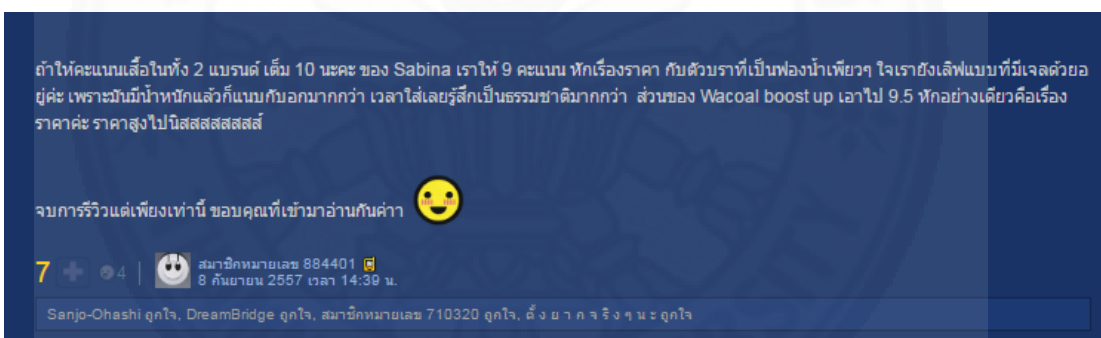 ถ้าให้คะแนนเสื้อในทั้ง 2 แบรนด์ เต็ม 10 นะคะ ของ Sabina เราให้ 9 คะแนน หักเรื่องราคา กับตัวบราที่เป็นฟองน้ำเพียวๆ ใจเรายังเลิฟแบบที่มีเจลด้วยอ
ยู่ค่ะ เพราะมันมีน้ำหนักแล้วก็แนบกับอกมากกว่า เวลาใส่เลยรู้สึกเป็นธรรมชาติมากกว่า ส่วนของ Wacoal boost up เอาไป 9.5 หักอย่างเดียวคือเรื่อง
ราคาค่ะ ราคาสูงไปนิสสสสสสสส์
จบการรีวิวแต่เพียงเท่านี้ ขอบคุณที่เข้ามาอ่านกันค่าา
7 4 สมาชิกหมายเลข 884401
8 กันยายน 2557 เวลา 14:39 น.
Sanjo-Ohashi ถูกใจ, DreamBridge ถูกใจ, สมาชิกหมายเลข 710320 ถูกใจ, ตั้ ง ย า ก จ ริ ง ๆ น ะ ถูกใจ